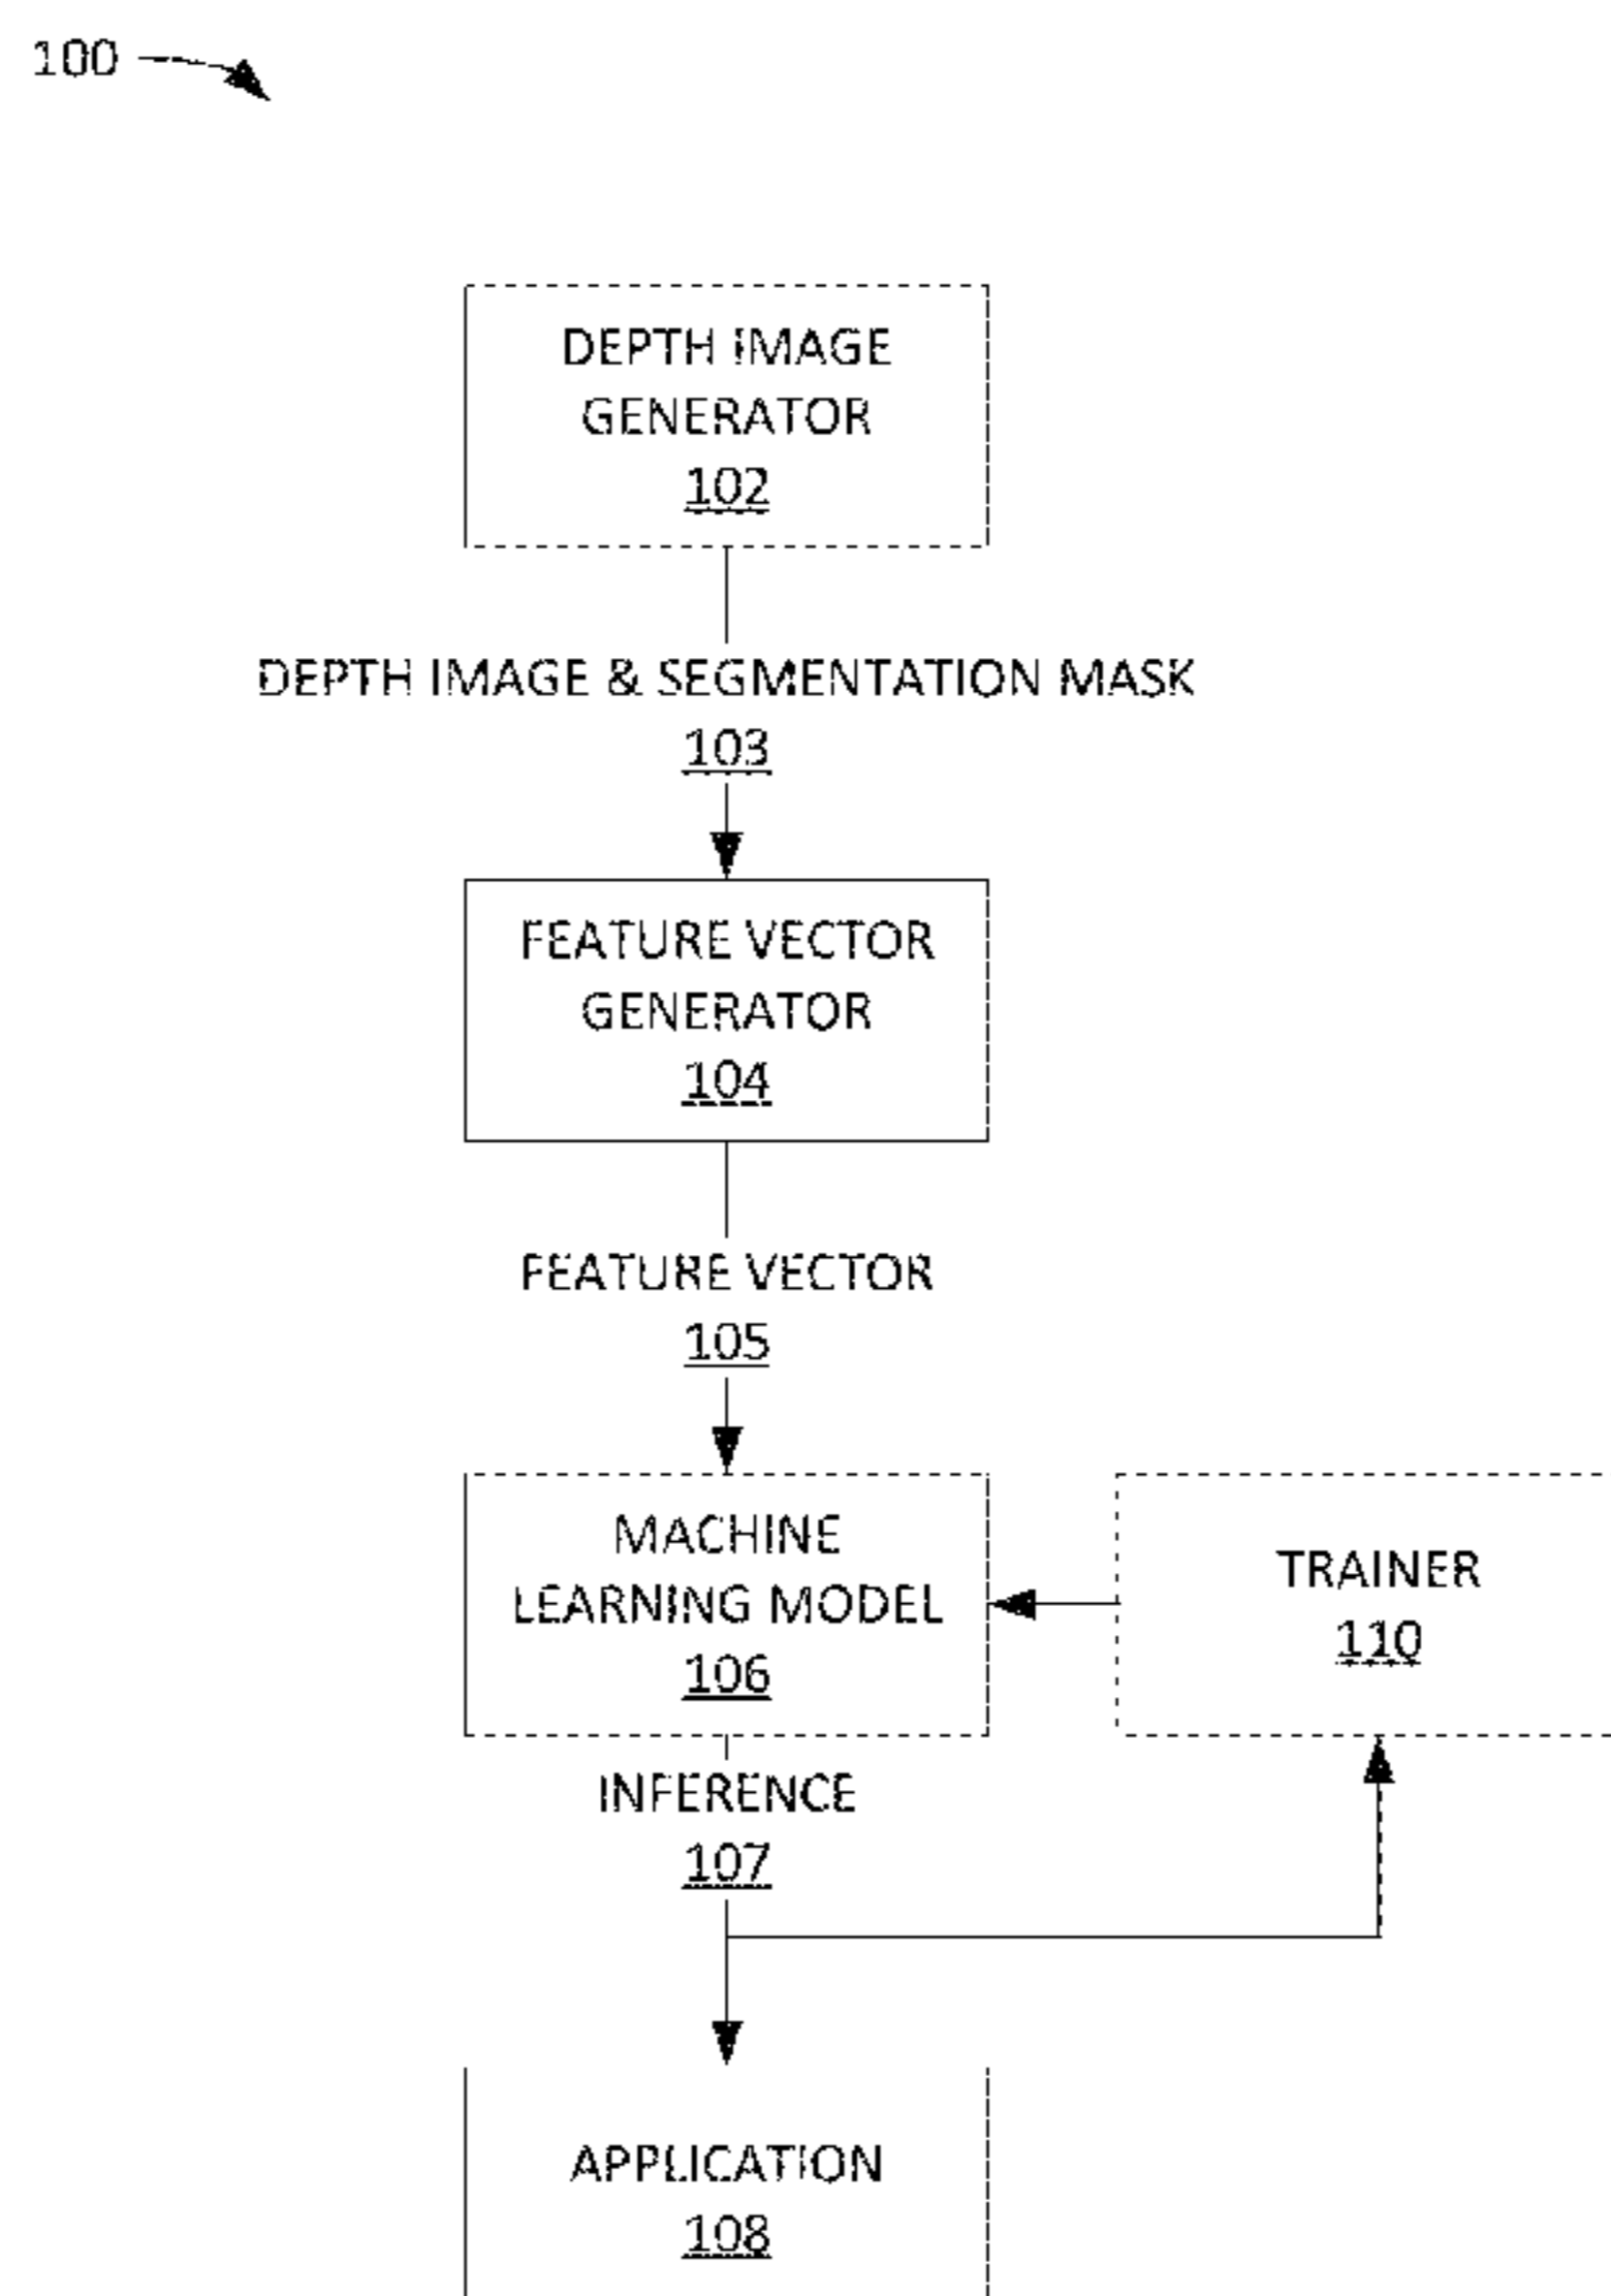 100
DEPTH IMAGE
GENERATOR
102
DEPTH IMAGE & SEGMENTATION MASK
103
FEATURE VECTOR
GENERATOR
104
FEATURE VECTOR
105
MACHINE
LEARNING MODEL
106
TRAINER
110
INFERENCE
107
APPLICATION
108